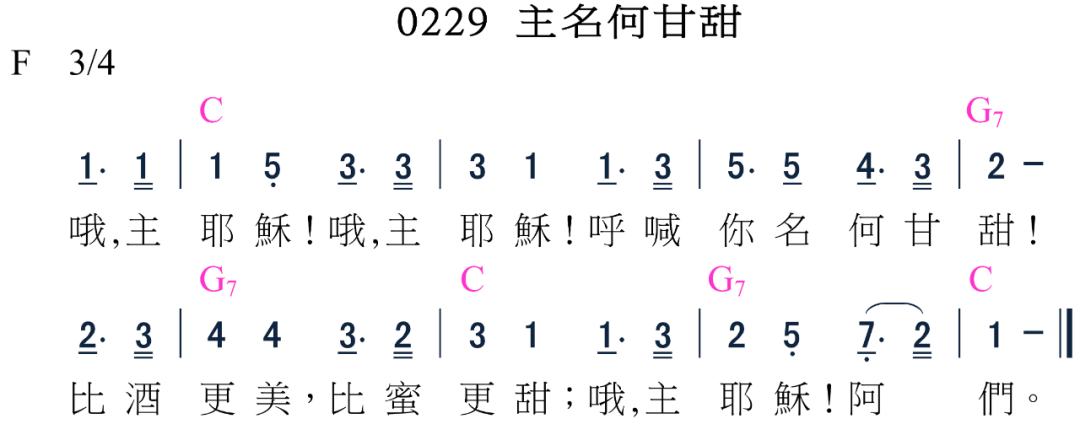 0229 主名何甘甜
F 3/4
C G7
1. 1 | 1 5̣ 3. 3 | 3 1 1. 3 | 5. 5 4. 3 | 2 –
哦,主 耶 穌!哦,主 耶 穌!呼 喊 你 名 何 甘 甜!
G7 C G7 C
2. 3 | 4 4 3. 2 | 3 1 1. 3 | 2 5̣ 7̣. 2 | 1 – ‖
比 酒 更 美,比 蜜 更 甜;哦,主 耶 穌!阿 們。